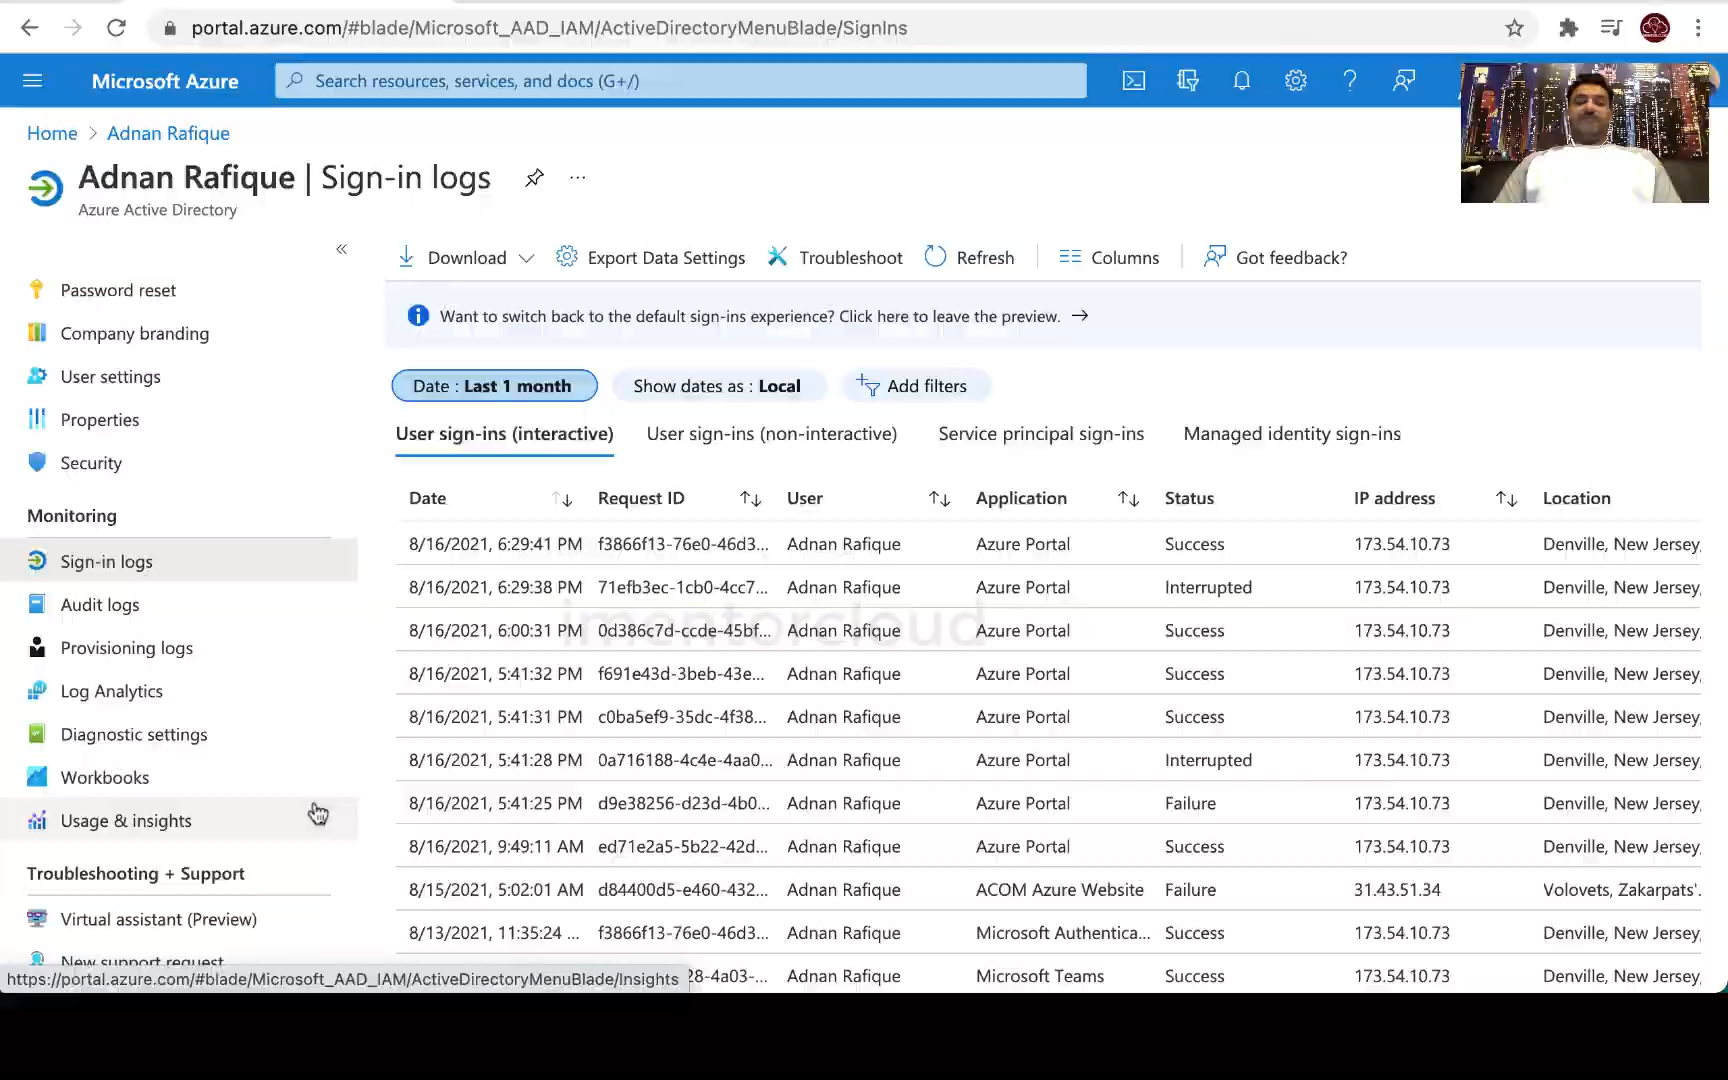 portal.azure.com/#blade/Microsoft_AAD_IAM/ActiveDirectoryMenuBlade/SignIns
Microsoft Azure
Search resources, services, and docs (G+/)
Home > Adnan Rafique
Adnan Rafique | Sign-in logs
Azure Active Directory
Password reset
Company branding
User settings
Properties
Security
Monitoring
Sign-in logs
Audit logs
Provisioning logs
Log Analytics
Diagnostic settings
Workbooks
Usage & insights
Troubleshooting + Support
Virtual assistant (Preview)
New support request
https://portal.azure.com/#blade/Microsoft_AAD_IAM/ActiveDirectoryMenuBlade/Insights
Download Export Data Settings Troubleshoot Refresh Columns Got feedback?
Want to switch back to the default sign-ins experience? Click here to leave the preview.
Date : Last 1 month Show dates as : Local Add filters
User sign-ins (interactive) User sign-ins (non-interactive) Service principal sign-ins Managed identity sign-ins
Date Request ID User Application Status IP address Location
8/16/2021, 6:29:41 PM f3866f13-76e0-46d3... Adnan Rafique Azure Portal Success 173.54.10.73 Denville, New Jersey,
8/16/2021, 6:29:38 PM 71efb3ec-1cb0-4cc7... Adnan Rafique Azure Portal Interrupted 173.54.10.73 Denville, New Jersey,
8/16/2021, 6:00:31 PM 0d386c7d-ccde-45bf... Adnan Rafique Azure Portal Success 173.54.10.73 Denville, New Jersey,
8/16/2021, 5:41:32 PM f691e43d-3beb-43e... Adnan Rafique Azure Portal Success 173.54.10.73 Denville, New Jersey,
8/16/2021, 5:41:31 PM c0ba5ef9-35dc-4f38... Adnan Rafique Azure Portal Success 173.54.10.73 Denville, New Jersey,
8/16/2021, 5:41:28 PM 0a716188-4c4e-4aa0... Adnan Rafique Azure Portal Interrupted 173.54.10.73 Denville, New Jersey,
8/16/2021, 5:41:25 PM d9e38256-d23d-4b0... Adnan Rafique Azure Portal Failure 173.54.10.73 Denville, New Jersey,
8/16/2021, 9:49:11 AM ed71e2a5-5b22-42d... Adnan Rafique Azure Portal Success 173.54.10.73 Denville, New Jersey,
8/15/2021, 5:02:01 AM d84400d5-e460-432... Adnan Rafique ACOM Azure Website Failure 31.43.51.34 Volovets, Zakarpats'.
8/13/2021, 11:35:24 ... f3866f13-76e0-46d3... Adnan Rafique Microsoft Authentica... Success 173.54.10.73 Denville, New Jersey,
28-4a03-... Adnan Rafique Microsoft Teams Success 173.54.10.73 Denville, New Jersey,
imentorcloud